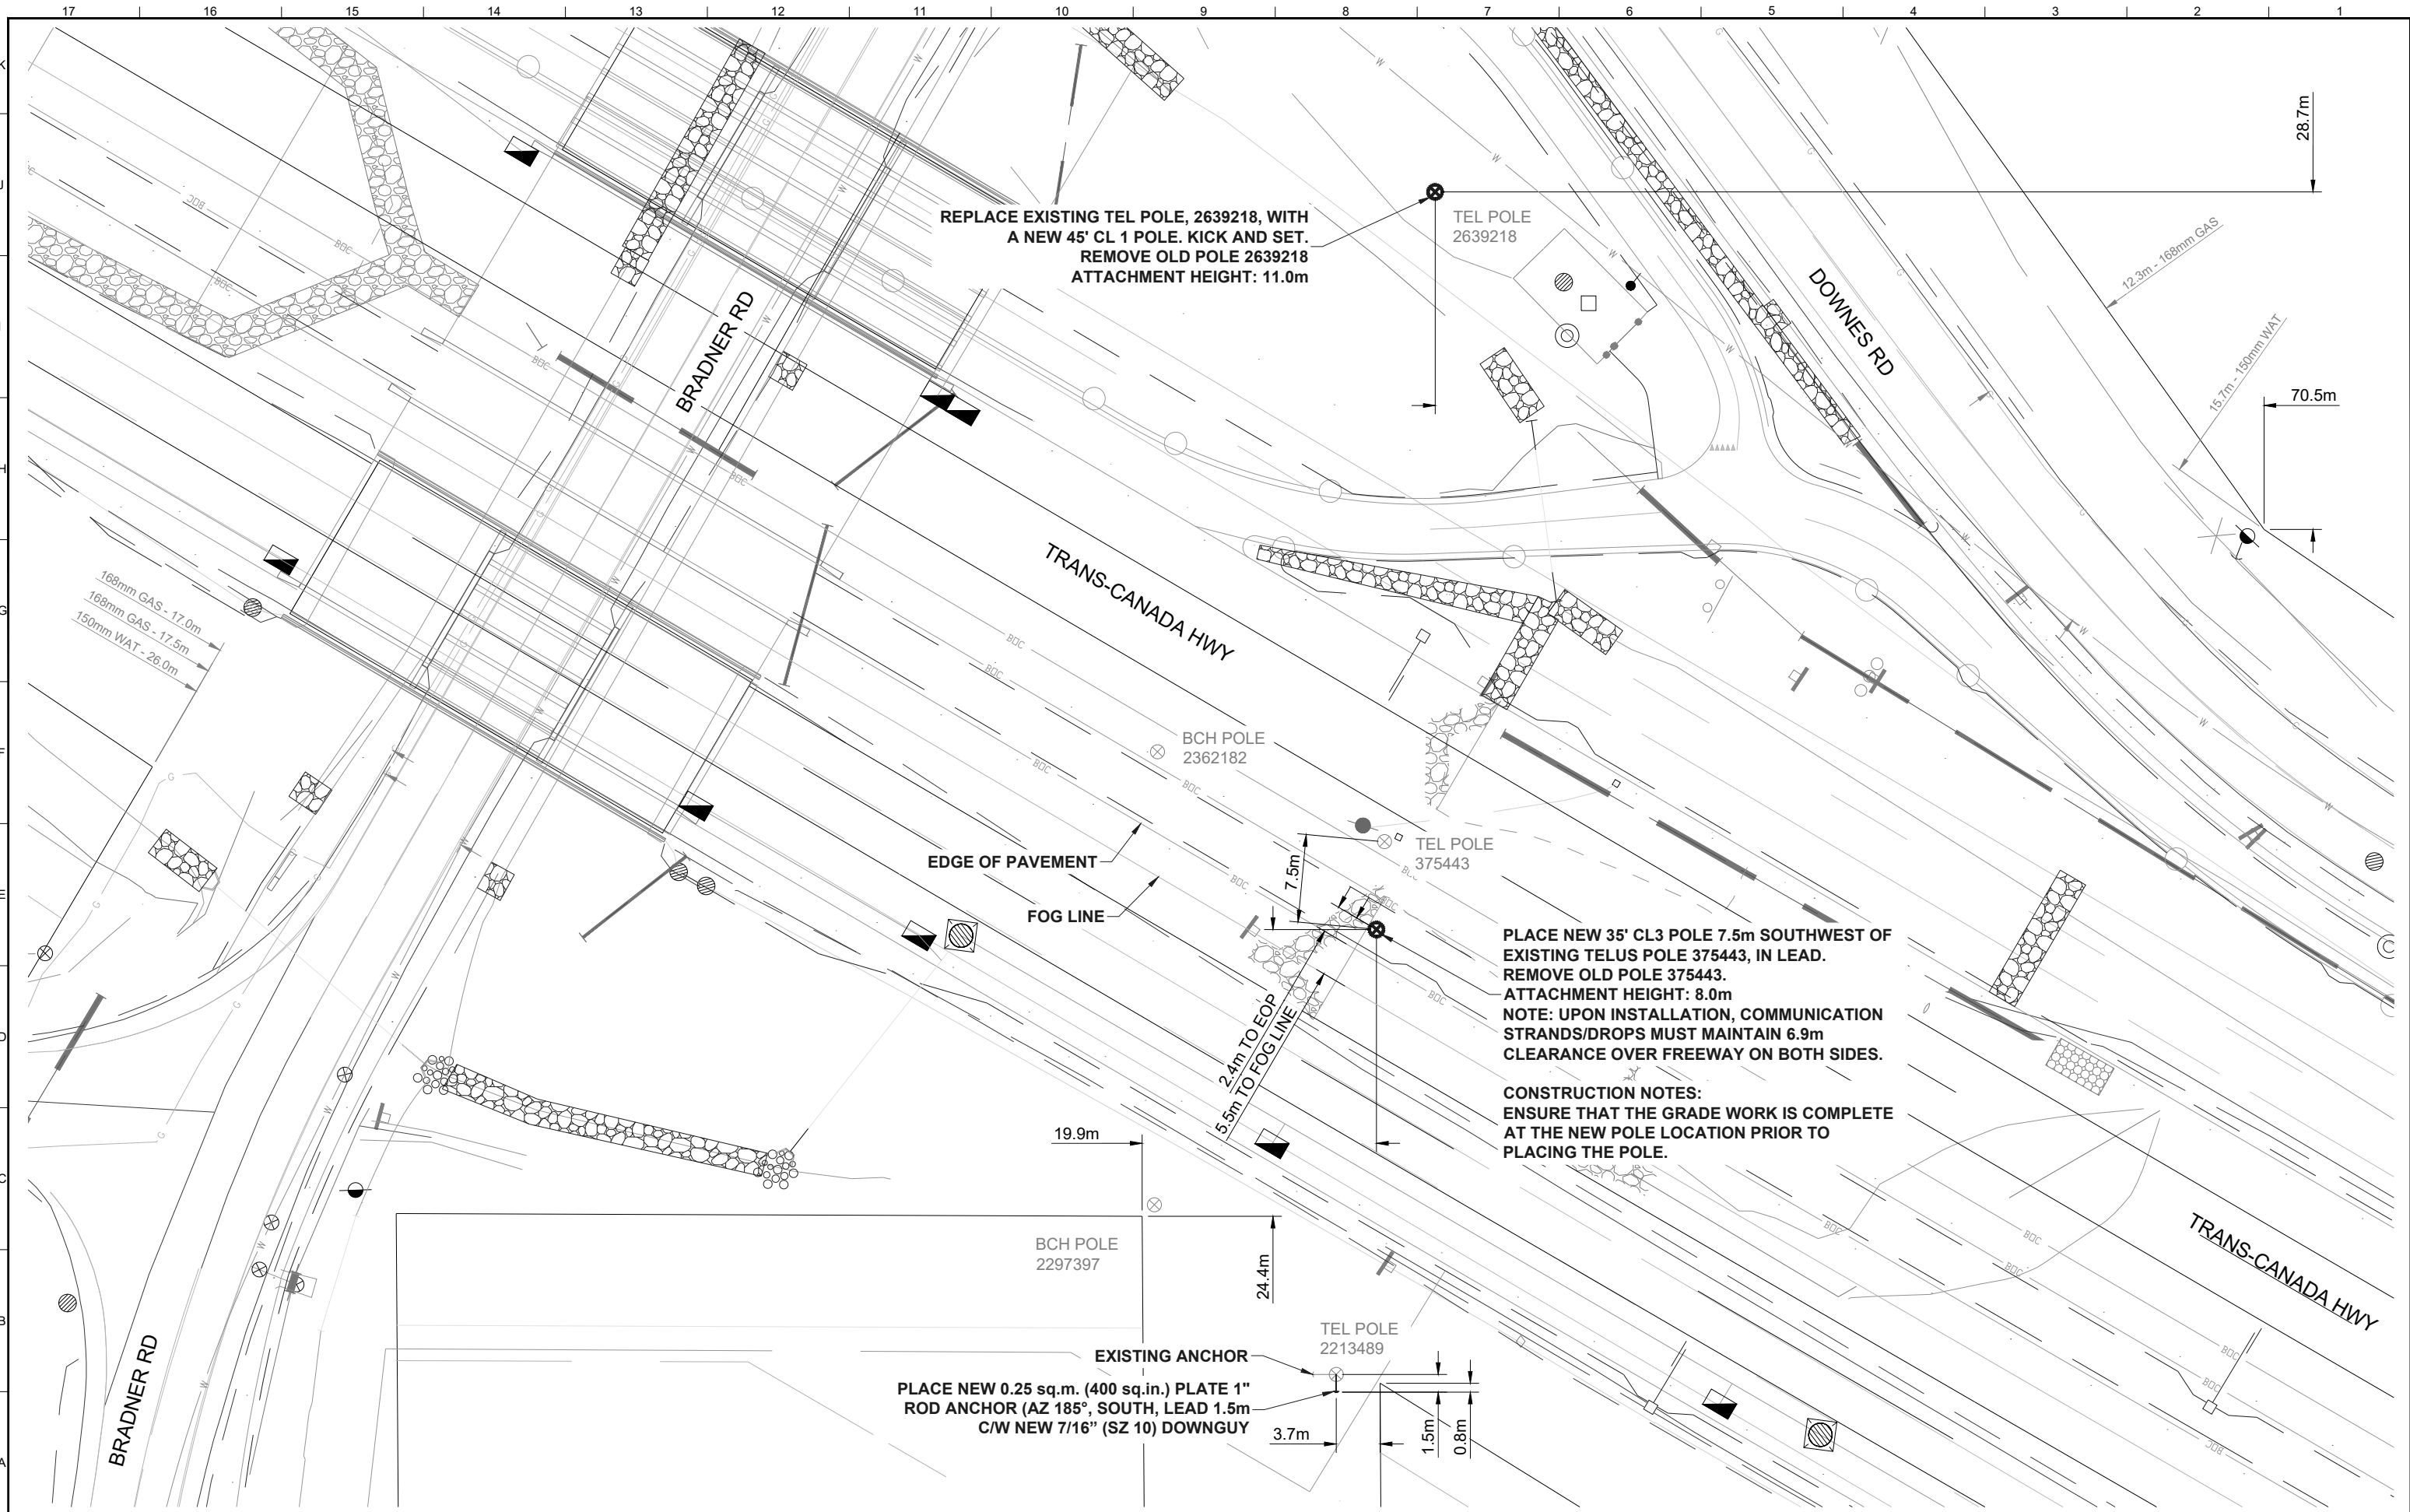 17 16 15 14 13 12 11 10 9 8 7 6 5 4 3 2 1
K
J
H
G
F
E
D
C
B
A
28.7m
REPLACE EXISTING TEL POLE, 2639218, WITH
A NEW 45' CL 1 POLE. KICK AND SET.
REMOVE OLD POLE 2639218
ATTACHMENT HEIGHT: 11.0m
TEL POLE
2639218
12.3m - 168mm GAS
15.7m - 150mm WAT
DOWNES RD
BRADNER RD
70.5m
TRANS-CANADA HWY
168mm GAS - 17.0m
168mm GAS - 17.5m
150mm WAT - 26.0m
BCH POLE
2362182
TEL POLE
375443
7.5m
EDGE OF PAVEMENT
FOG LINE
PLACE NEW 35' CL3 POLE 7.5m SOUTHWEST OF
EXISTING TELUS POLE 375443, IN LEAD.
REMOVE OLD POLE 375443.
ATTACHMENT HEIGHT: 8.0m
NOTE: UPON INSTALLATION, COMMUNICATION
STRANDS/DROPS MUST MAINTAIN 6.9m
CLEARANCE OVER FREEWAY ON BOTH SIDES.
CONSTRUCTION NOTES:
ENSURE THAT THE GRADE WORK IS COMPLETE
AT THE NEW POLE LOCATION PRIOR TO
PLACING THE POLE.
2.4m TO EOP
5.5m TO FOG LINE
19.9m
BCH POLE
2297397
24.4m
TRANS-CANADA HWY
TEL POLE
2213489
EXISTING ANCHOR
PLACE NEW 0.25 sq.m. (400 sq.in.) PLATE 1"
ROD ANCHOR (AZ 185°, SOUTH, LEAD 1.5m
C/W NEW 7/16” (SZ 10) DOWNGUY
3.7m
1.5m
0.8m
BRADNER RD